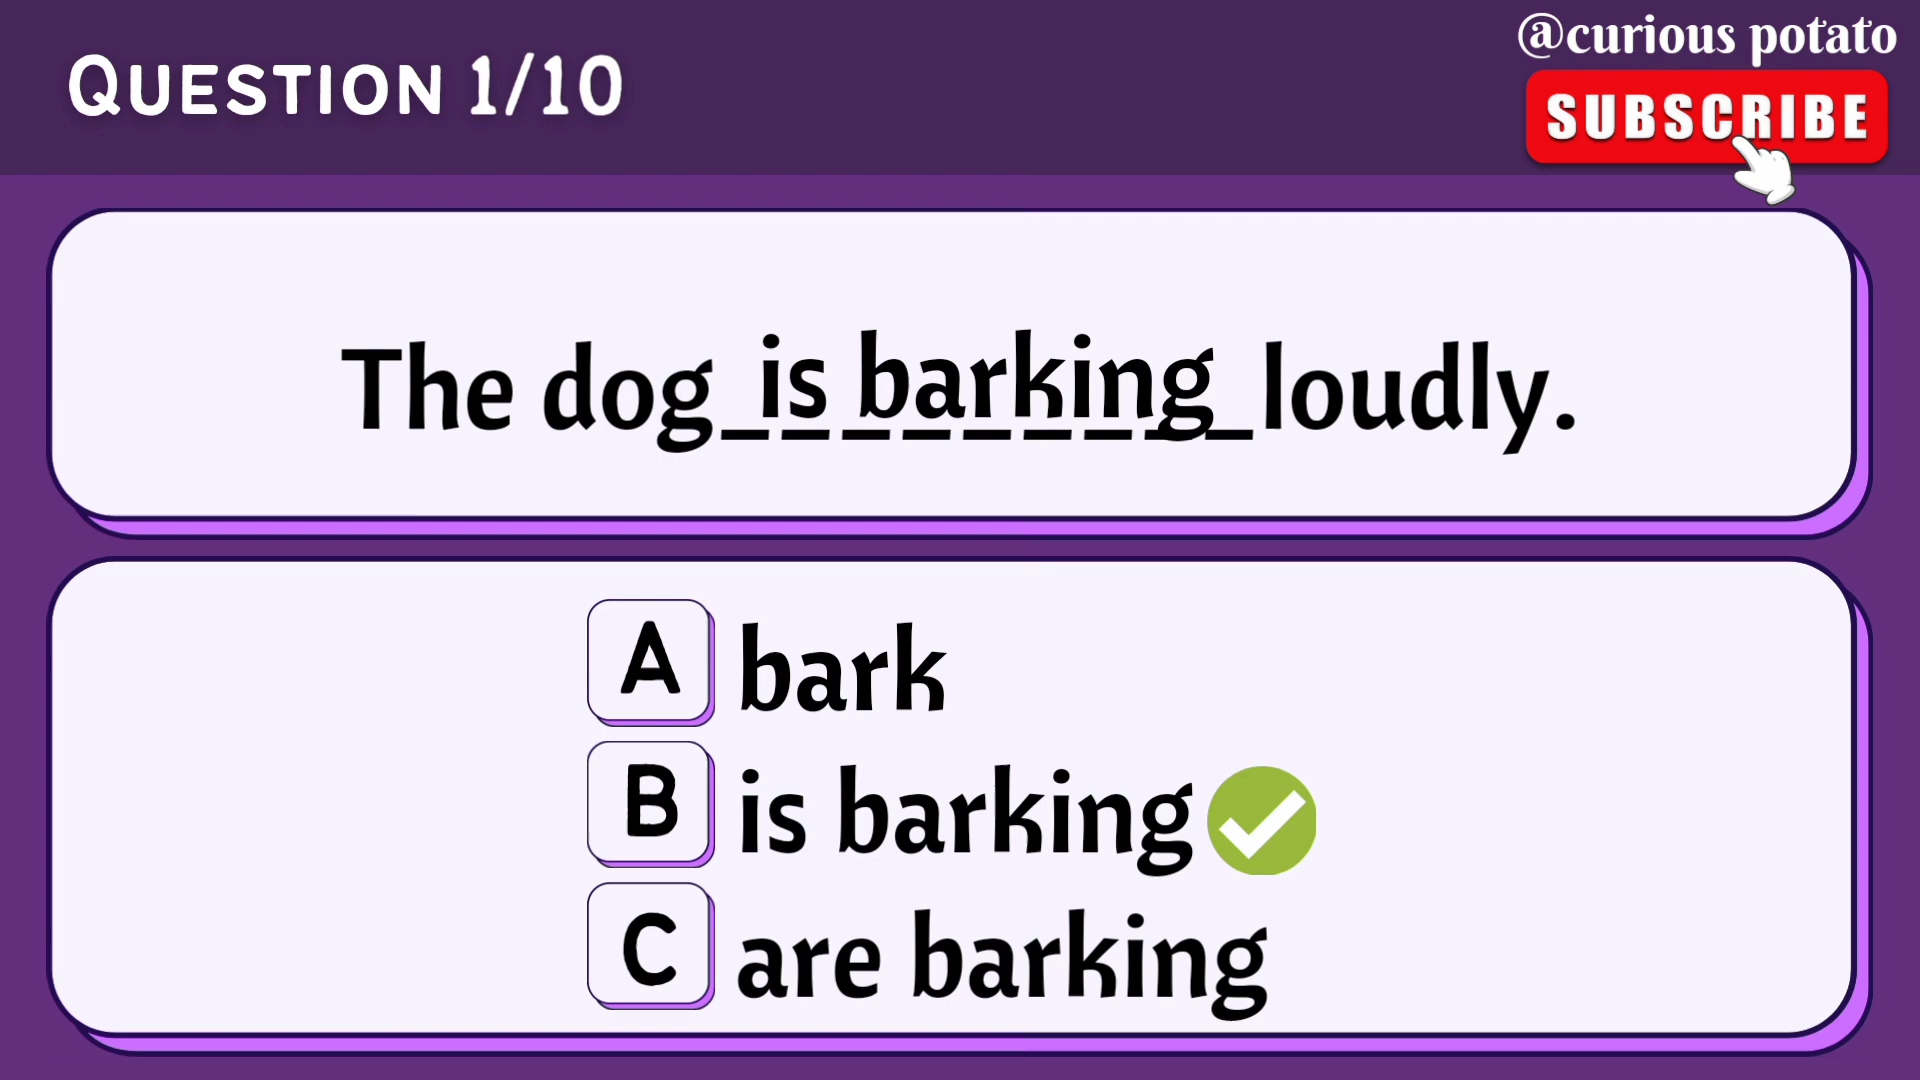 @curious potato
QUESTION 1/10
SUBSCRIBE
The dog_is barking_loudly.
A bark
B is barking
C are barking